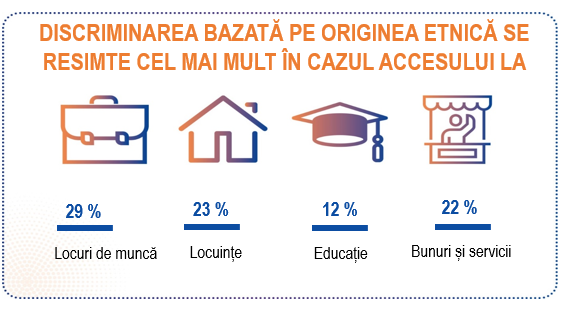 DISCRIMINAREA BAZATĂ PE ORIGINEA ETNICĂ SE
RESIMTE CEL MAI MULT ÎN CAZUL ACCESULUI LA
29 %
23 %
12 %
22 %
Locuri de muncă
Locuințe
Educație
Bunuri și servicii